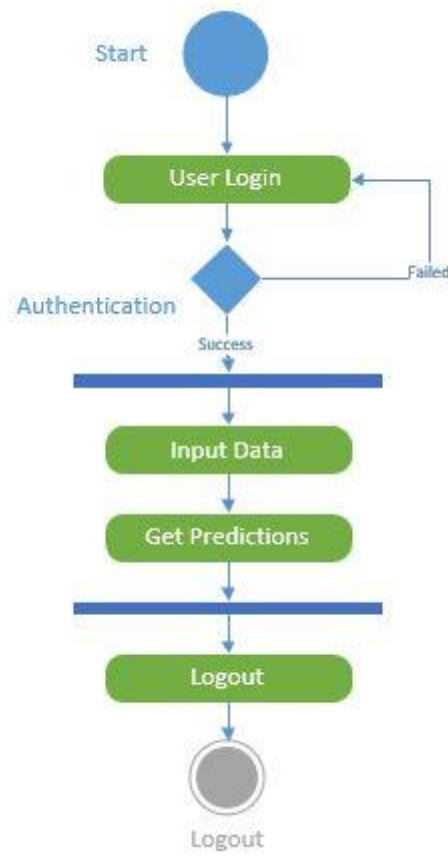 Start
User Login
Failed
Authentication
Success
Input Data
Get Predictions
Logout
Logout